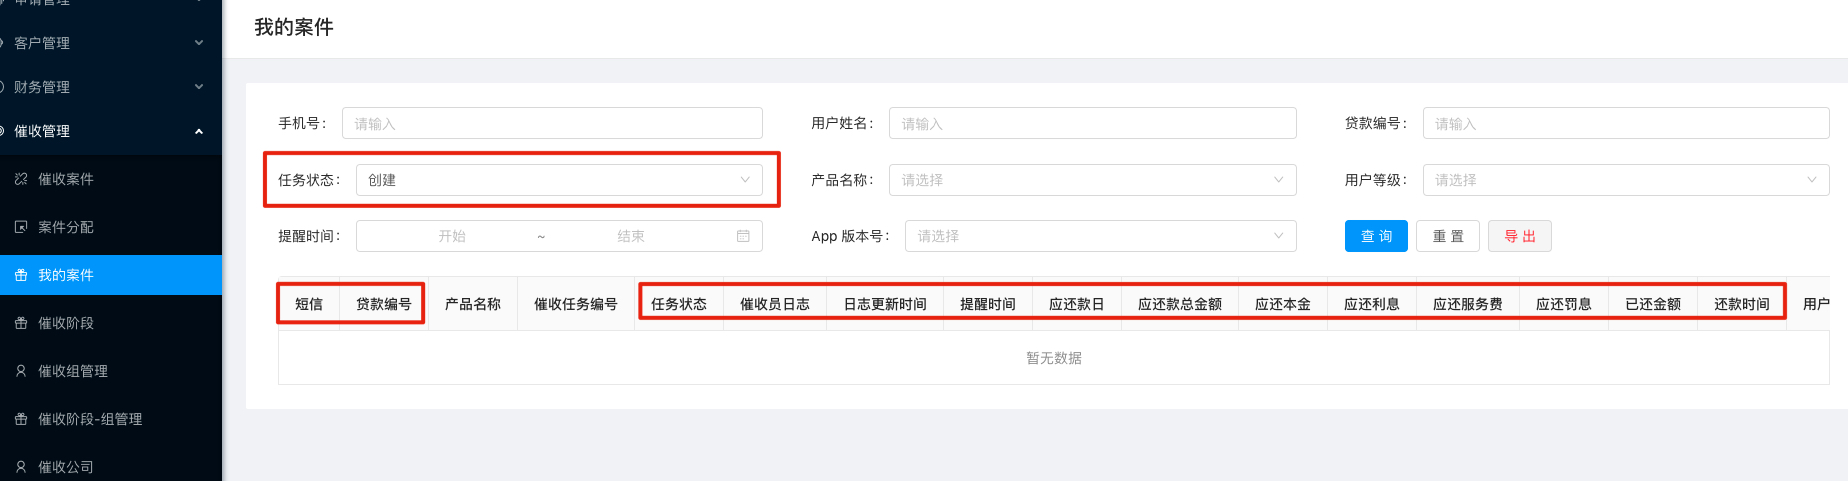 申请管理
客户管理
财务管理
催收管理
催收案件
案件分配
我的案件
催收阶段
催收组管理
催收阶段-组管理
催收公司
我的案件
手机号: 请输入 用户姓名: 请输入 贷款编号: 请输入
任务状态: 创建 产品名称: 请选择 用户等级: 请选择
提醒时间: 开始 ~ 结束 App 版本号: 请选择 查 询 重 置 导 出
短信 贷款编号 产品名称 催收任务编号 任务状态 催收员日志 日志更新时间 提醒时间 应还款日 应还款总金额 应还本金 应还利息 应还服务费 应还罚息 已还金额 还款时间 用户
暂无数据